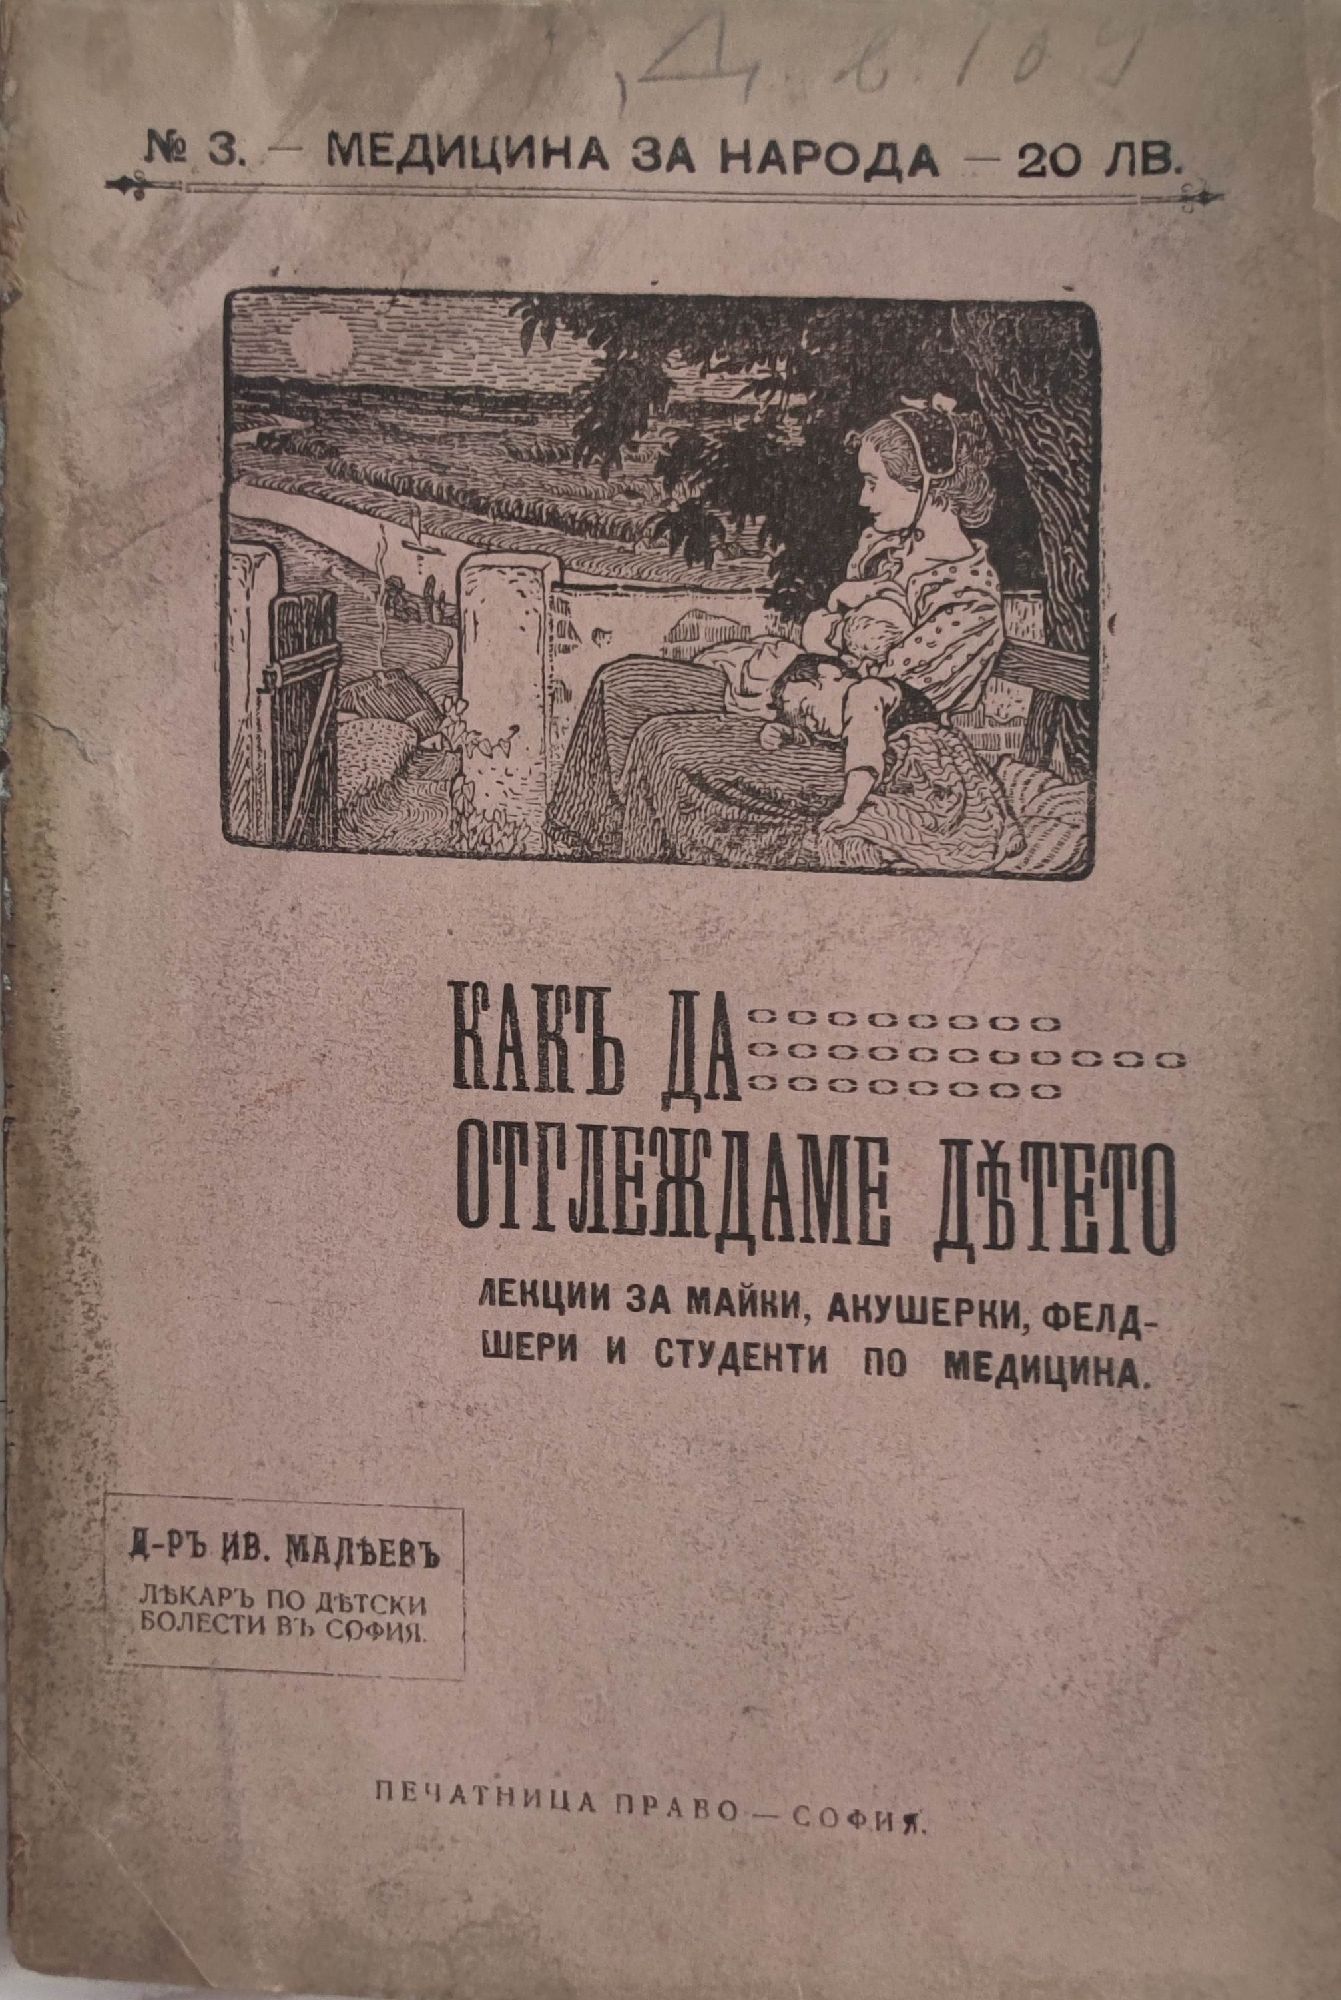 № 3. — МЕДИЦИНА ЗА НАРОДА — 20 ЛВ.
КАКЪ ДА
ОТГЛЕЖДАМЕ ДѢТЕТО
ЛЕКЦИИ ЗА МАЙКИ, АКУШЕРКИ, ФЕЛД-
ШЕРИ И СТУДЕНТИ ПО МЕДИЦИНА.
Д-РЪ ИВ. МАЛѢЕВЪ
ЛѢКАРЪ ПО ДѢТСКИ
БОЛЕСТИ ВЪ СОФИЯ.
ПЕЧАТНИЦА ПРАВО — СОФИЯ.